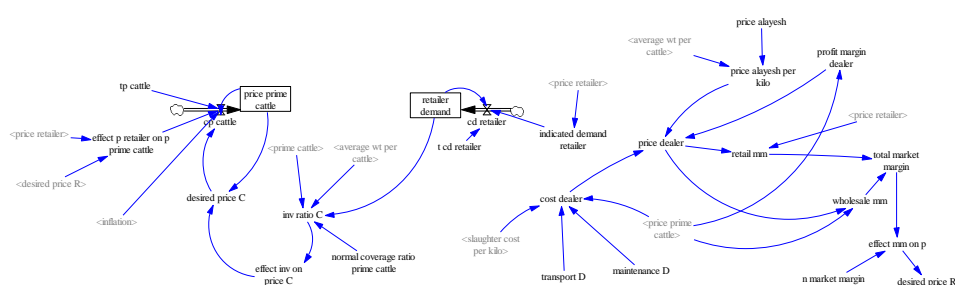 price alayesh
<average wt per
cattle>
profit margin
dealer
price alayesh per
kilo
tp cattle
price prime
cattle
retailer
demand
<price retailer>
cp cattle
cd retailer
<price retailer>
<price retailer>
effect p retailer on p
prime cattle
indicated demand
retailer
t cd retailer
<prime cattle>
<average wt per
cattle>
price dealer
retail mm
total market
margin
<desired price R>
desired price C
cost dealer
wholesale mm
<inflation>
inv ratio C
<price prime
cattle>
<slaughter cost
per kilo>
effect mm on p
normal coverage ratio
prime cattle
effect inv on
price C
transport D
maintenance D
n market margin
desired price R